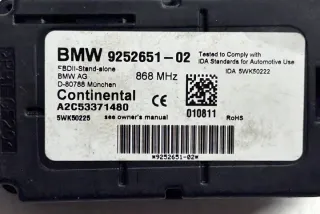 BMW 9252651-02
FBDII-Stand-alone
BMW AG
D-80788 München
868 MHz
Tested to Comply with
IDA Standards for Automotive Use
IDA 5WK50222
Continental
A2C53371480
5WK50225
see owner's manual
010811
RoHS
*9252651-02*